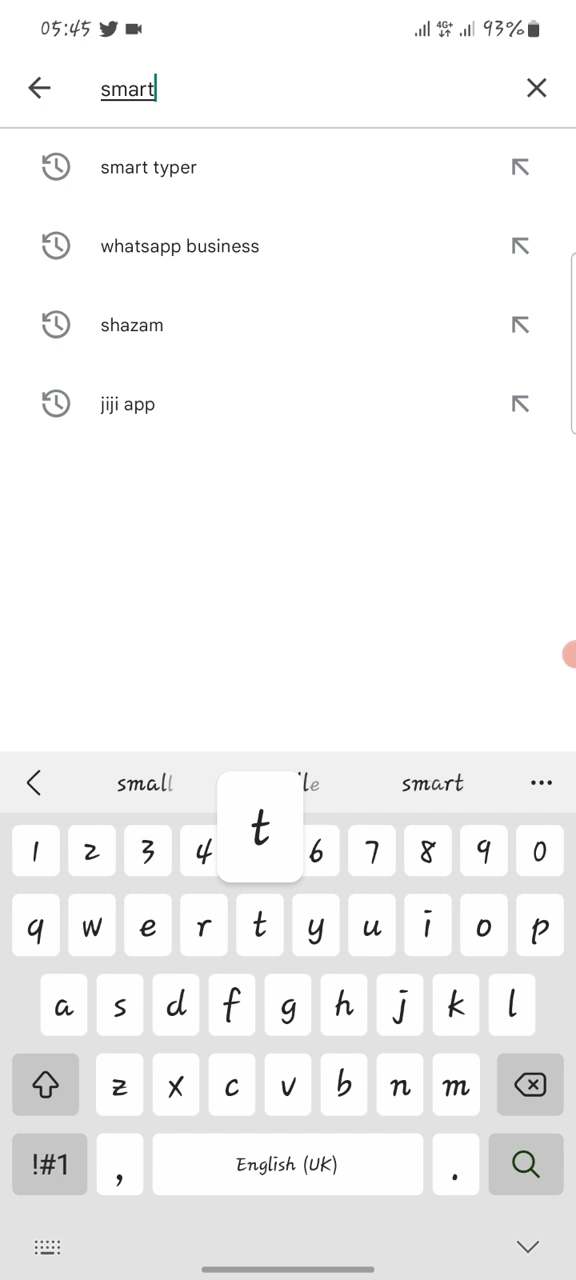 05:45 4G+ 93%
smart
smart typer
whatsapp business
shazam
jiji app
small smart
1 2 3 4 6 7 8 9 0
t
q w e r t y u i o p
a s d f g h j k l
z x c v b n m
!#1 , English (UK) .